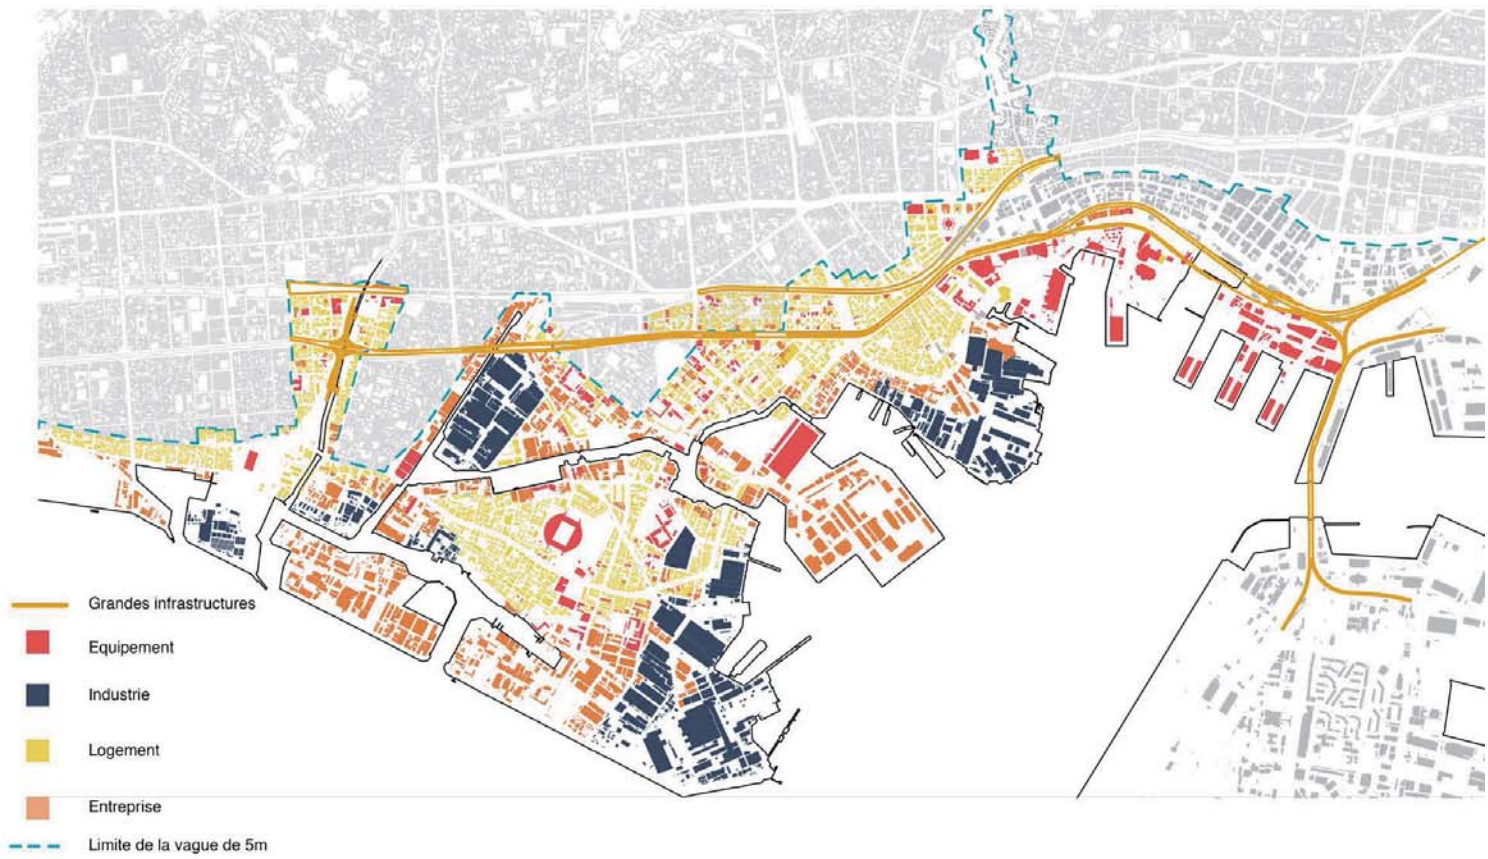 Grandes infrastructures
Equipement
Industrie
Logement
Entreprise
Limite de la vague de 5m